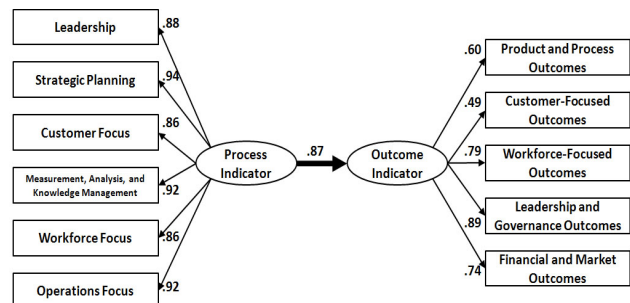 Leadership
.88
Strategic Planning
.94
Customer Focus
.86
Measurement, Analysis, and
Knowledge Management
.92
Workforce Focus
.86
Operations Focus
.92
Process
Indicator
.87
Outcome
Indicator
.60
Product and Process
Outcomes
.49
Customer-Focused
Outcomes
.79
Workforce-Focused
Outcomes
.89
Leadership and
Governance Outcomes
.74
Financial and Market
Outcomes